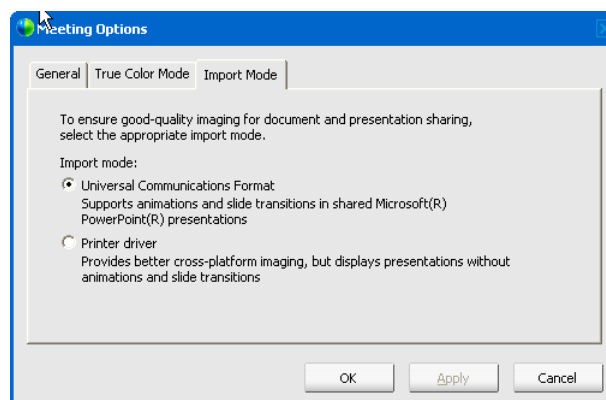 Meeting Options
General True Color Mode Import Mode
To ensure good-quality imaging for document and presentation sharing,
select the appropriate import mode.
Import mode:
Universal Communications Format
Supports animations and slide transitions in shared Microsoft(R)
PowerPoint(R) presentations
Printer driver
Provides better cross-platform imaging, but displays presentations without
animations and slide transitions
OK Apply Cancel